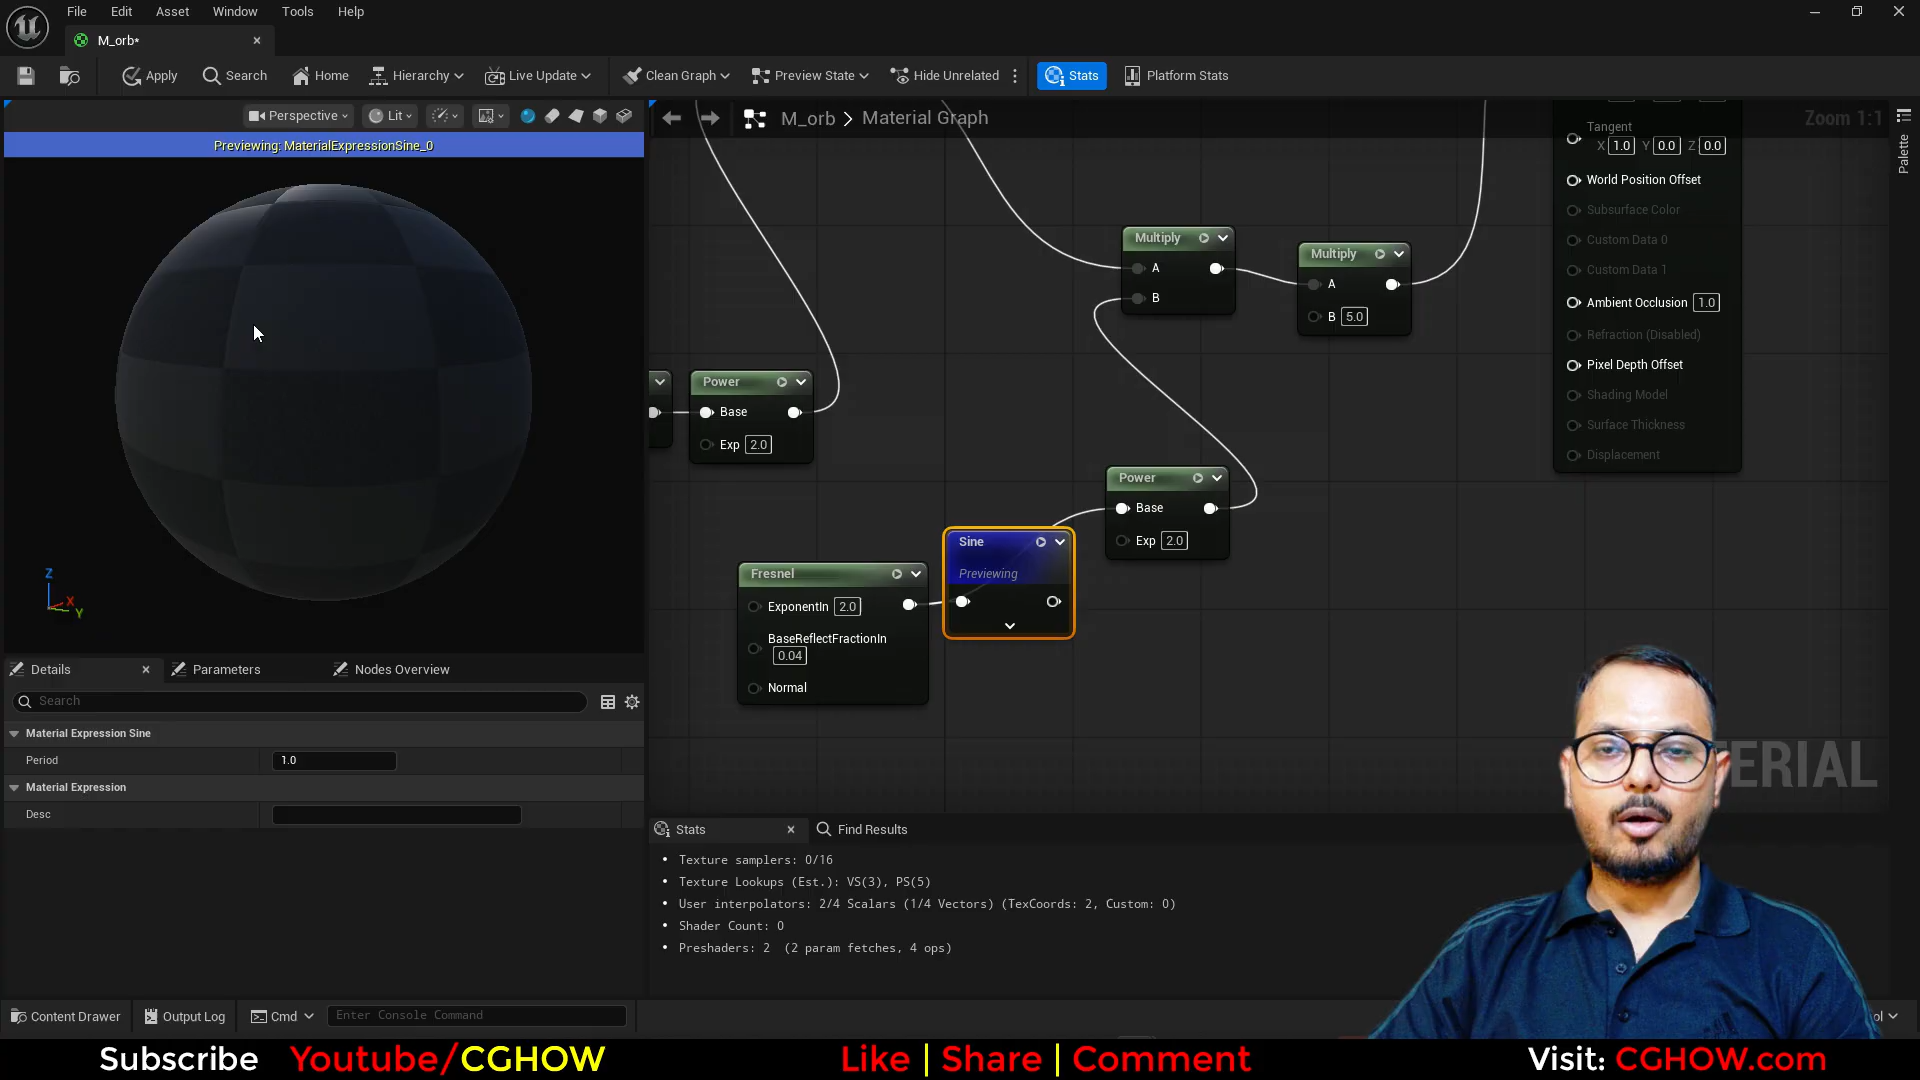 File Edit Asset Window Tools Help
M_orb*
Apply Search Home Hierarchy Live Update Clean Graph Preview State Hide Unrelated Stats Platform Stats
Perspective Lit
M_orb > Material Graph
Zoom 1:1
Palette
Previewing: MaterialExpressionSine_0
Tangent
X 1.0 Y 0.0 Z 0.0
World Position Offset
Subsurface Color
Custom Data 0
Custom Data 1
Ambient Occlusion 1.0
Refraction (Disabled)
Pixel Depth Offset
Shading Model
Surface Thickness
Displacement
Multiply
A
B
Multiply
A
B 5.0
Power
Base
Exp 2.0
Power
Base
Exp 2.0
Sine
Previewing
Fresnel
ExponentIn 2.0
BaseReflectFractionIn
0.04
Normal
Z
X
Y
Details Parameters Nodes Overview
Search
Material Expression Sine
Period 1.0
Material Expression
Desc
ERIAL
Stats Find Results
• Texture samplers: 0/16
• Texture Lookups (Est.): VS(3), PS(5)
• User interpolators: 2/4 Scalars (1/4 Vectors) (TexCoords: 2, Custom: 0)
• Shader Count: 0
• Preshaders: 2 (2 param fetches, 4 ops)
Content Drawer Output Log Cmd Enter Console Command
ol
Subscribe Youtube/CGHOW Like | Share | Comment Visit: CGHOW.com